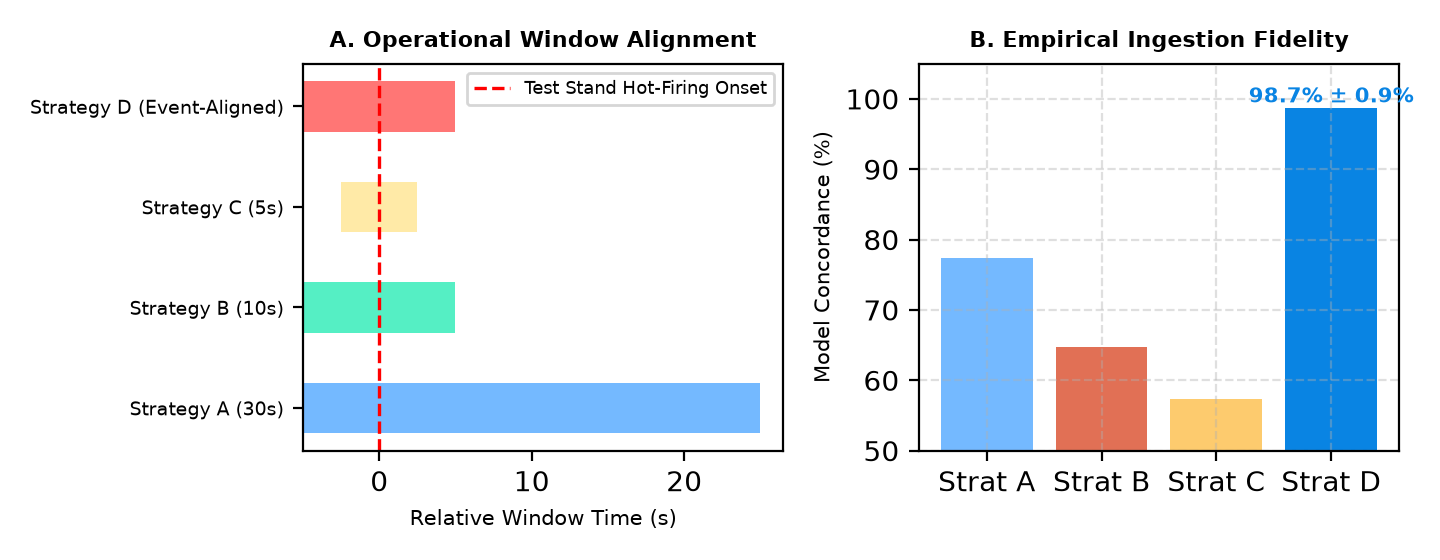 A. Operational Window Alignment
Test Stand Hot-Firing Onset
Strategy D (Event-Aligned)
Strategy C (5s)
Strategy B (10s)
Strategy A (30s)
0 10 20
Relative Window Time (s)
B. Empirical Ingestion Fidelity
98.7% ± 0.9%
Model Concordance (%)
100
90
80
70
60
50
Strat A Strat B Strat C Strat D